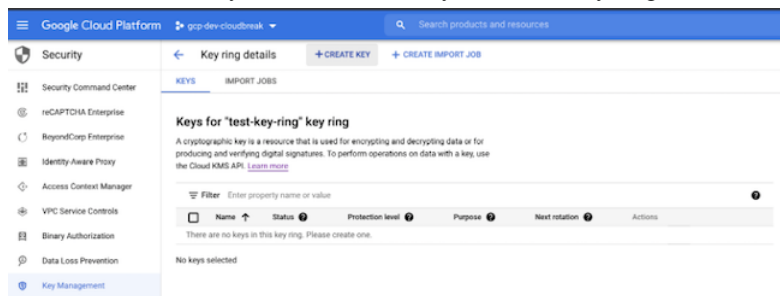 Google Cloud Platform gcp-dev-cloudbreak Search products and resources
Security
Key ring details
CREATE KEY
CREATE IMPORT JOB
KEYS
IMPORT JOBS
Security Command Center
reCAPTCHA Enterprise
BeyondCorp Enterprise
Identity-Aware Proxy
Access Context Manager
VPC Service Controls
Binary Authorization
Data Loss Prevention
Key Management
Keys for "test-key-ring" key ring
A cryptographic key is a resource that is used for encrypting and decrypting data or for
producing and verifying digital signatures. To perform operations on data with a key, use
the Cloud KMS API. Learn more
Filter Enter property name or value
Name Status Protection level Purpose Next rotation Actions
There are no keys in this key ring. Please create one.
No keys selected